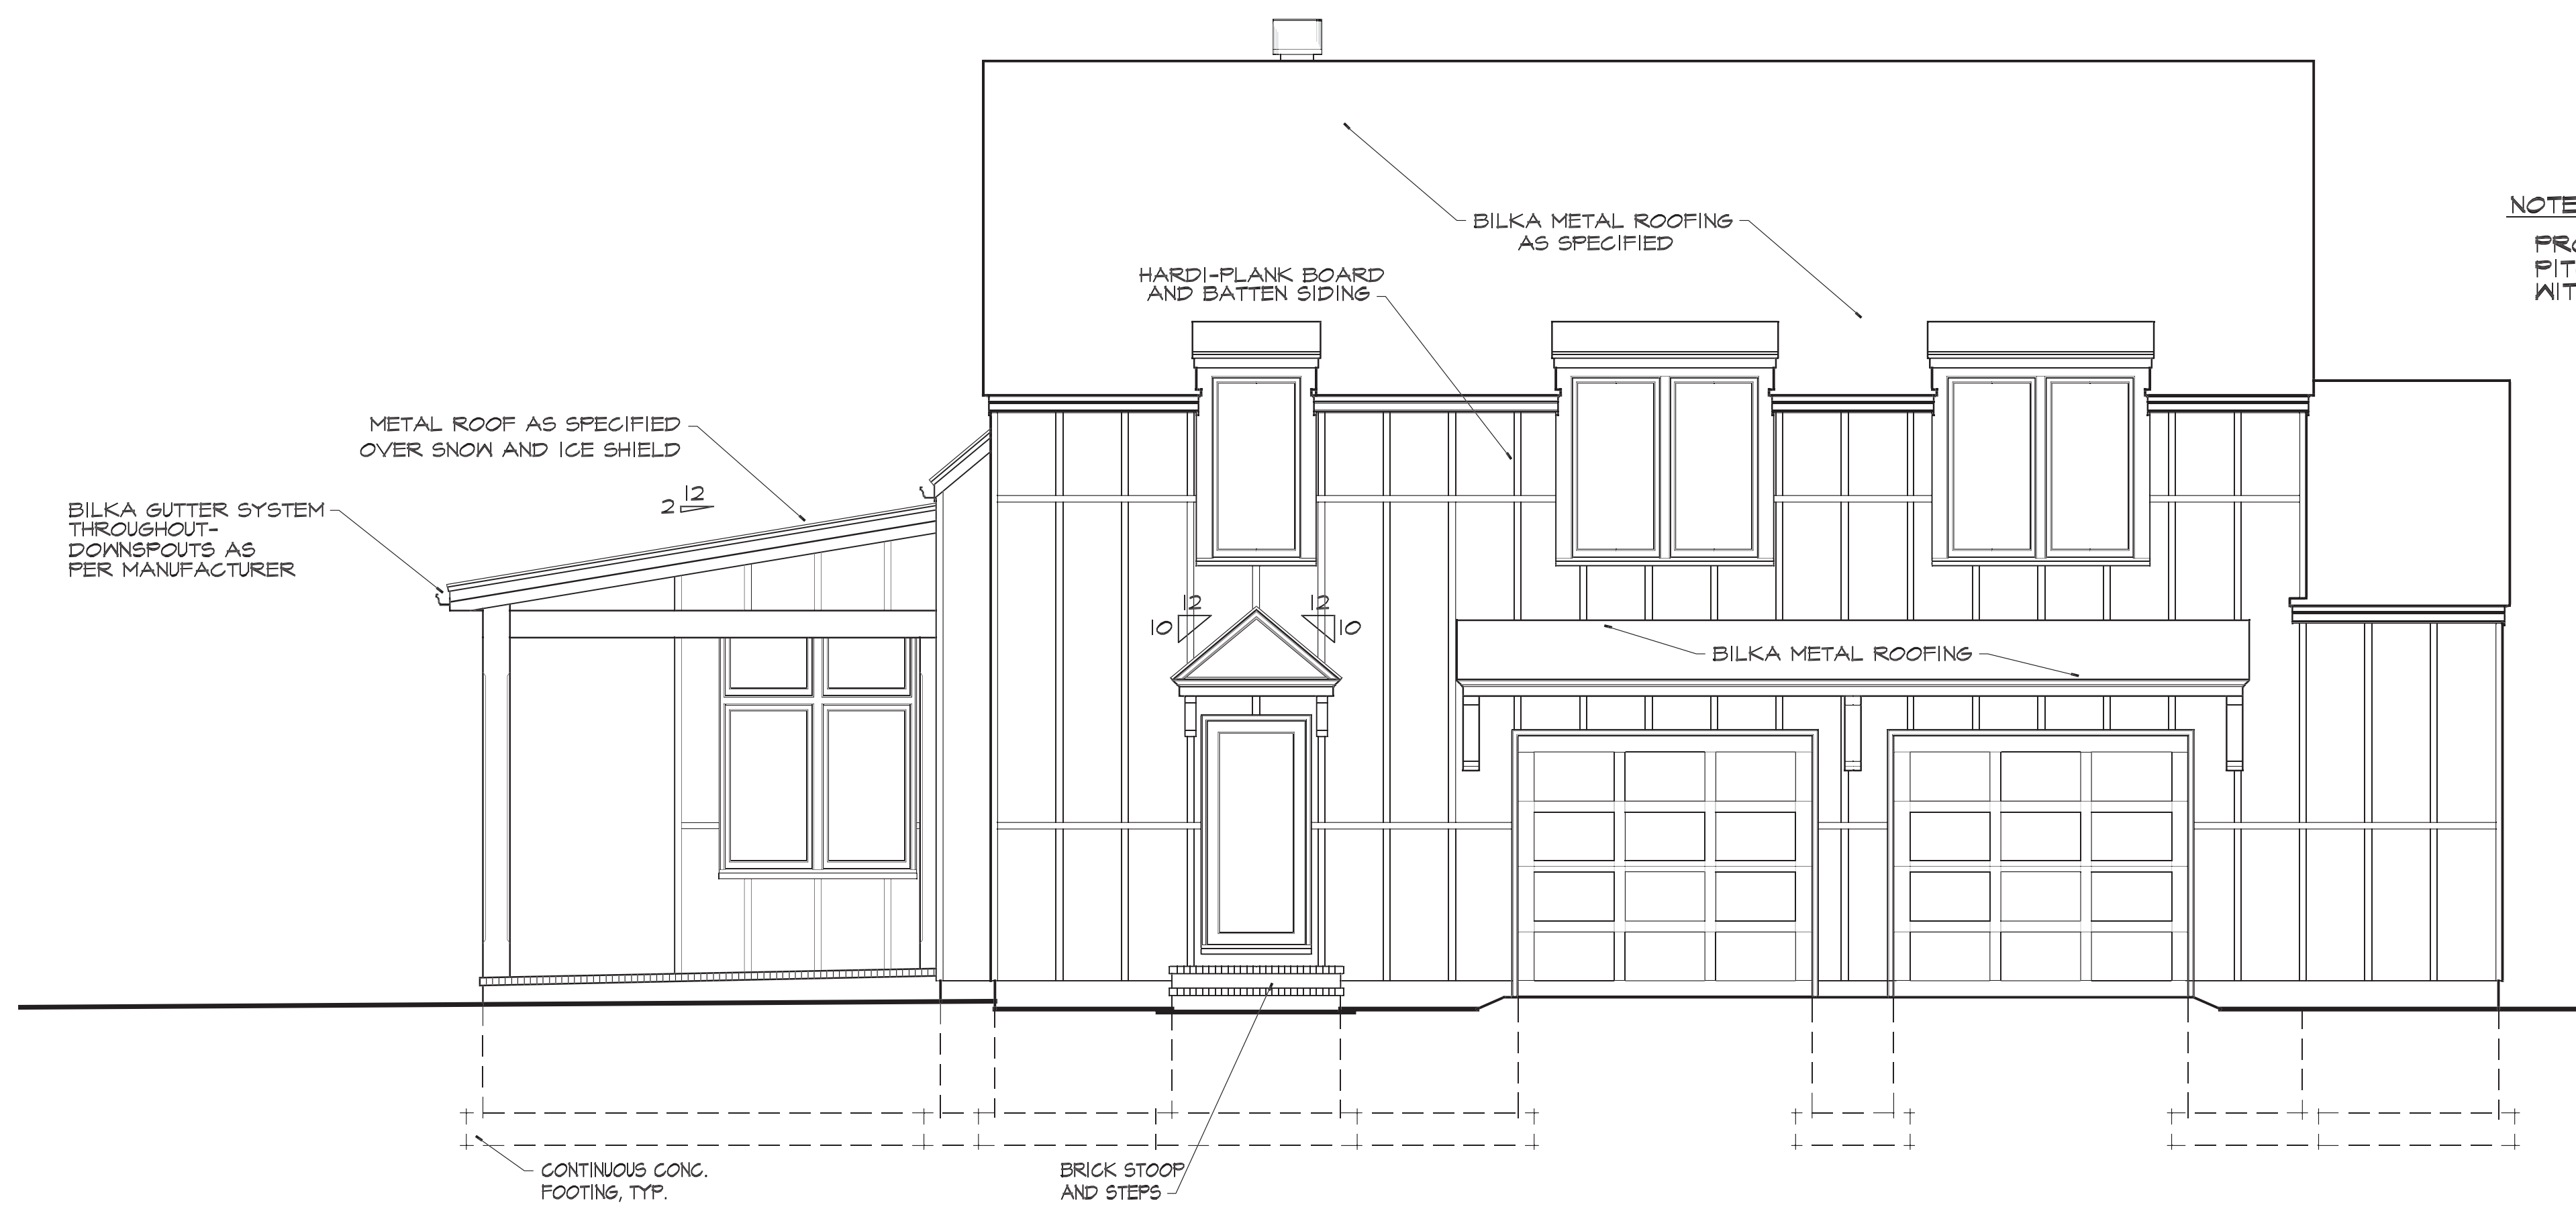 BILKA METAL ROOFING
AS SPECIFIED
NOTE
HARDI-PLANK BOARD
AND BATTEN SIDING
METAL ROOF AS SPECIFIED
OVER SNOW AND ICE SHIELD
12
2
BILKA GUTTER SYSTEM
THROUGHOUT-
DOWNSPOUTS AS
PER MANUFACTURER
12
10
12
10
BILKA METAL ROOFING
CONTINUOUS CONC.
FOOTING, TYP.
BRICK STOOP
AND STEPS